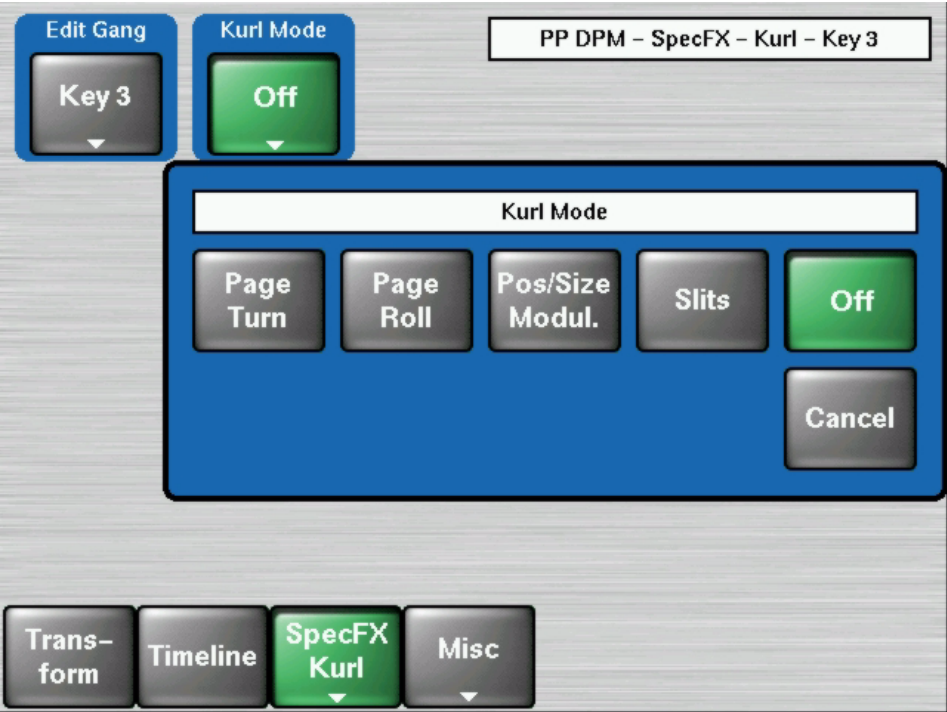 Edit Gang
Kurl Mode
PP DPM – SpecFX – Kurl – Key 3
Key 3
Off
Kurl Mode
Page
Turn
Page
Roll
Pos/Size
Modul.
Slits
Off
Cancel
Trans–
form
Timeline
SpecFX
Kurl
Misc